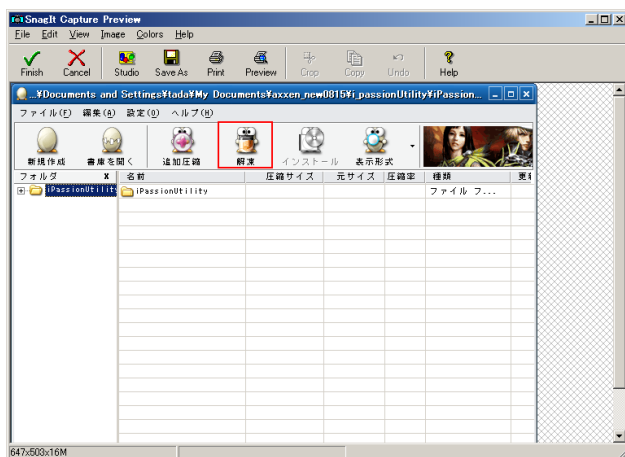 SnagIt Capture Preview
File Edit View Image Colors Help
Finish Cancel Studio Save As Print Preview Crop Copy Undo Help
...¥Documents and Settings¥tada¥My Documents¥axxen_new0815¥i_passionUtility¥iPassion...
ファイル(F) 編集(A) 設定(O) ヘルプ(H)
新規作成 書庫を開く 追加圧縮 解凍 インストール 表示形式
フォルダ x 名前 圧縮サイズ 元サイズ 圧縮率 種類 更新
iPassionUtility iPassionUtility ファイル フ...
647x503x16M